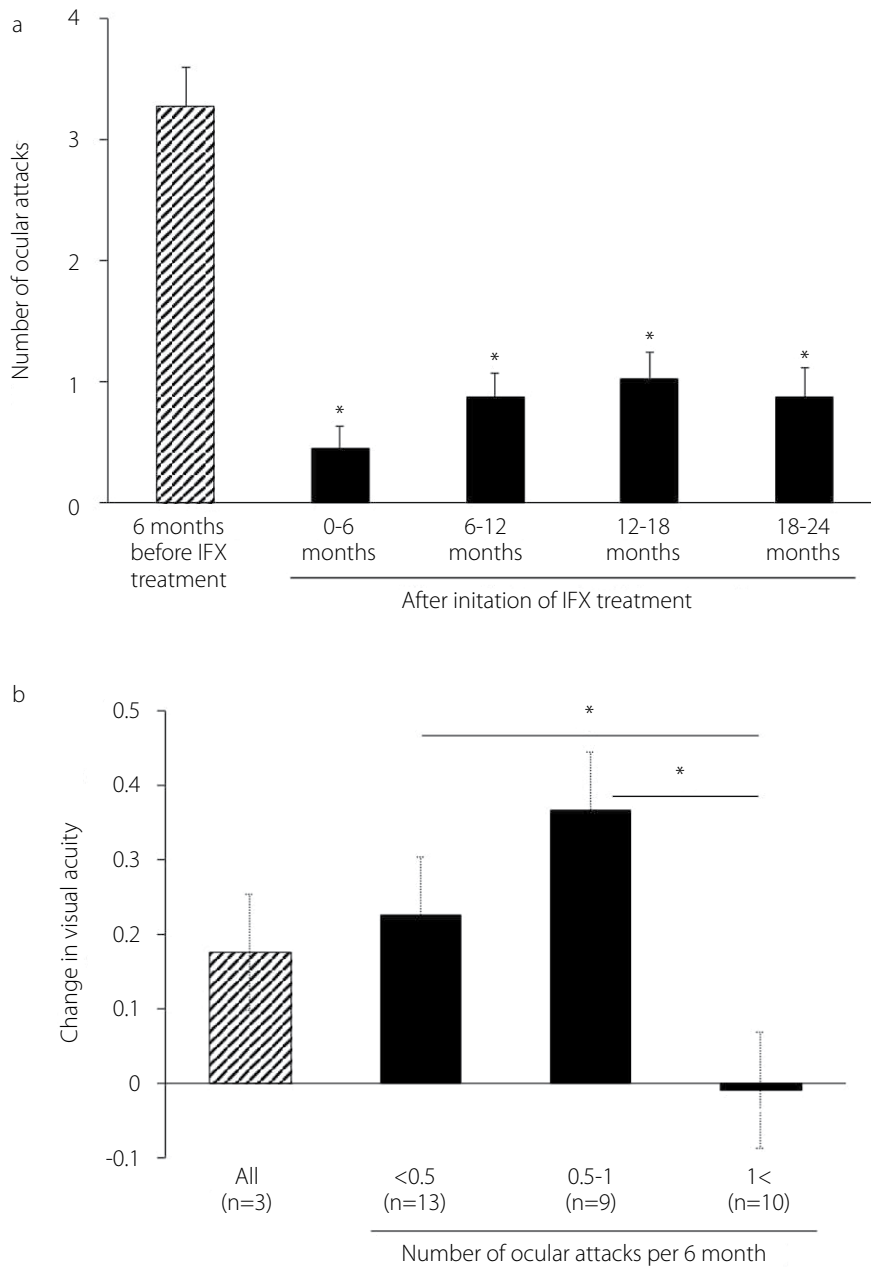 a
Number of ocular attacks
4
3
2
1
0
*
*
*
*
6 months
before IFX
treatment
0-6
months
6-12
months
12-18
months
18-24
months
After initation of IFX treatment
b
Change in visual acuity
0.5
0.4
0.3
0.2
0.1
0
-0.1
*
*
All
(n=3)
<0.5
(n=13)
0.5-1
(n=9)
1<
(n=10)
Number of ocular attacks per 6 month